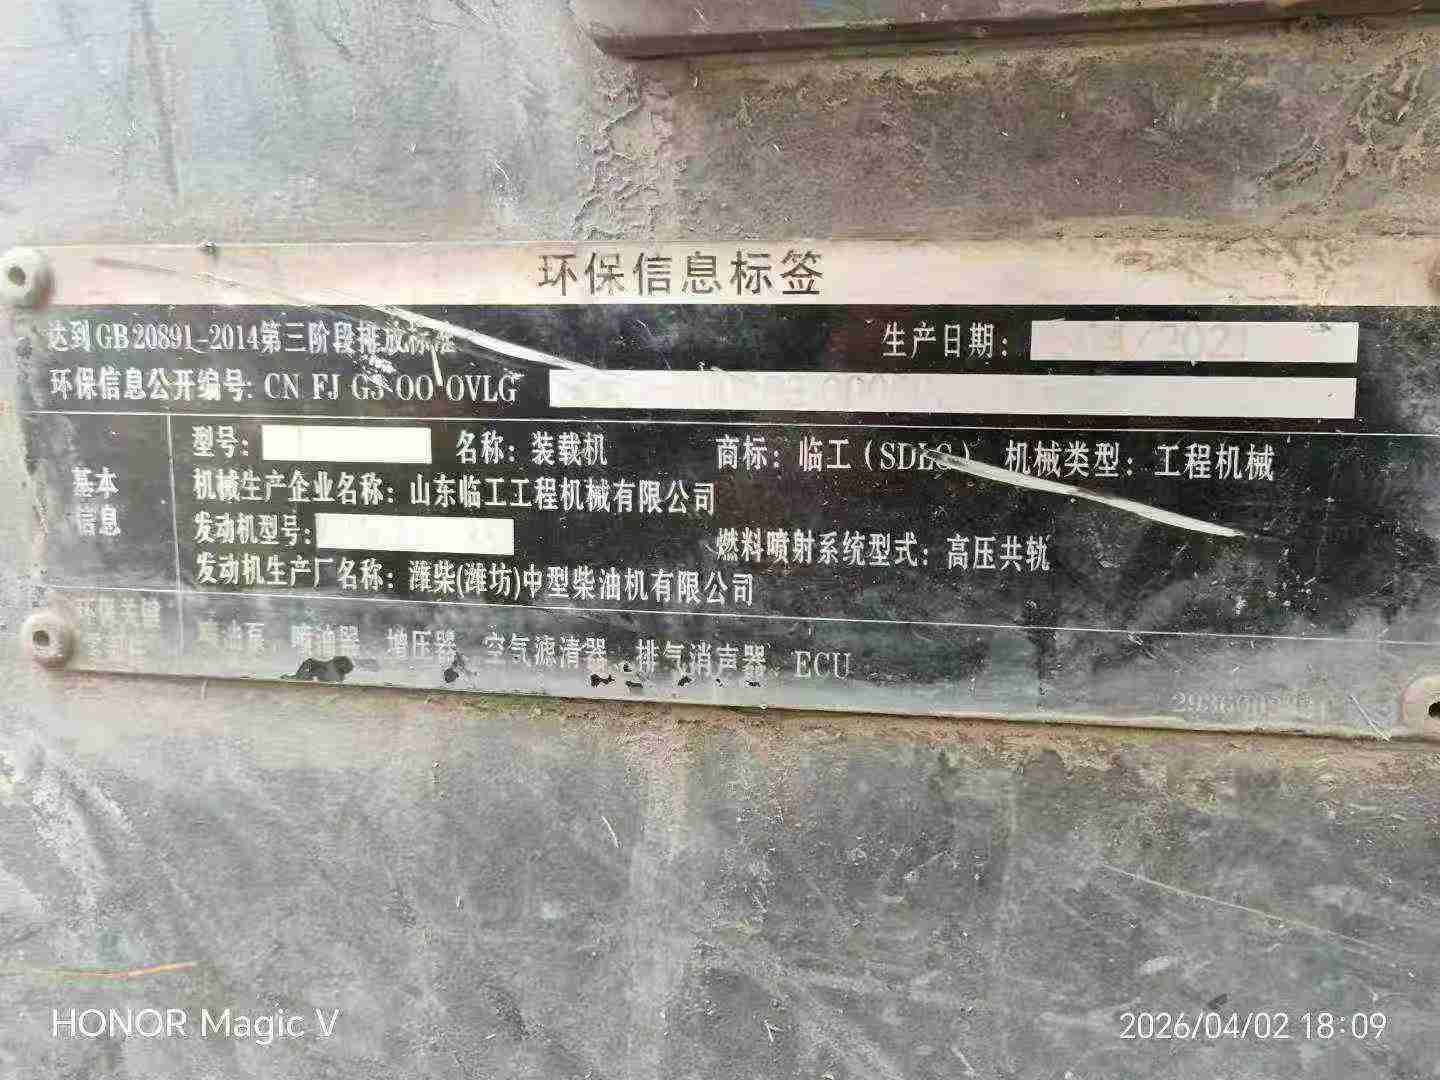 环保信息标签
达到GB20891-2014第三阶段排放标准
生产日期：
环保信息公开编号: CN FJ G3 OO OVLG
基本信息
型号：
名称：装载机
商标：临工（SDLG）
机械类型：工程机械
机械生产企业名称：山东临工工程机械有限公司
发动机型号：
燃料喷射系统型式：高压共轨
发动机生产厂名称：潍柴(潍坊)中型柴油机有限公司
环保关键
油泵、喷油器、增压器、空气滤清器、排气消声器、ECU
HONOR Magic V
2026/04/02 18:09